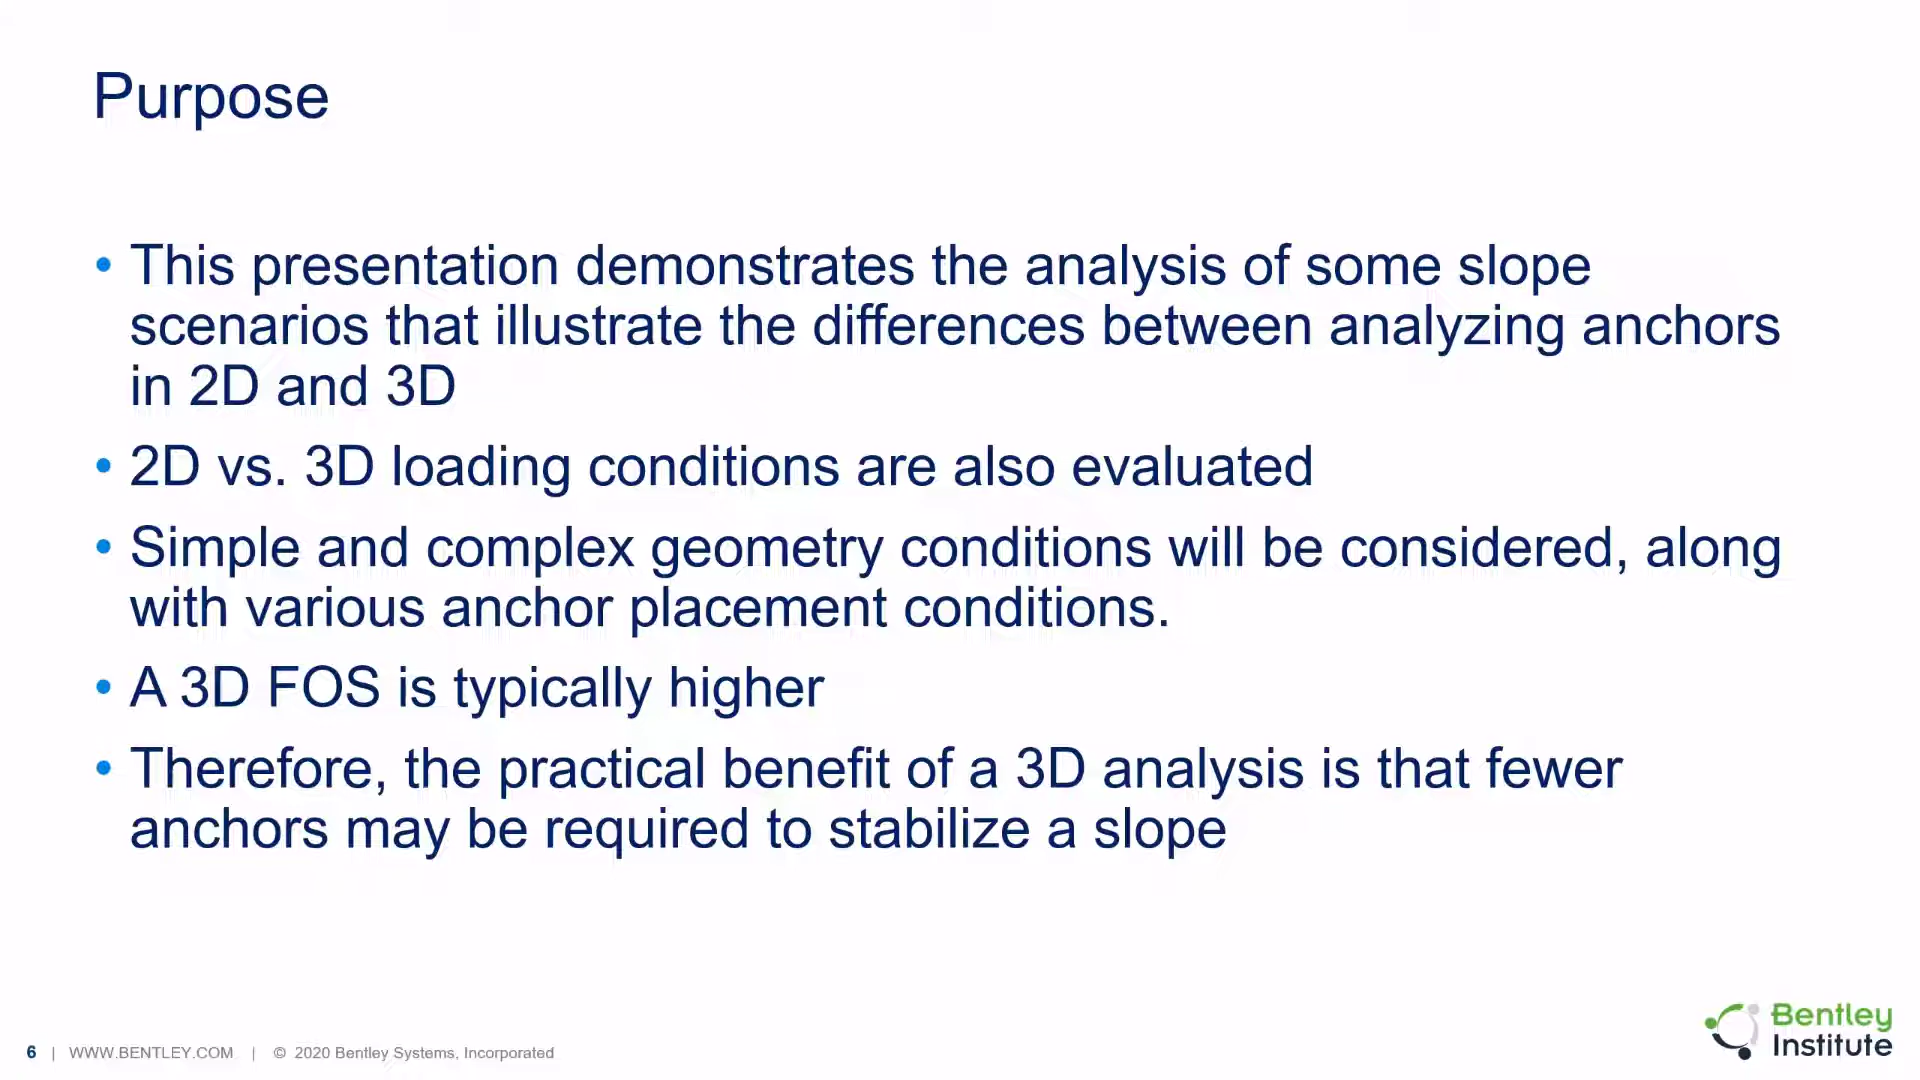 Purpose
• This presentation demonstrates the analysis of some slope
scenarios that illustrate the differences between analyzing anchors
in 2D and 3D
• 2D vs. 3D loading conditions are also evaluated
• Simple and complex geometry conditions will be considered, along
with various anchor placement conditions.
• A 3D FOS is typically higher
• Therefore, the practical benefit of a 3D analysis is that fewer
anchors may be required to stabilize a slope
6 | WWW.BENTLEY.COM | © 2020 Bentley Systems, Incorporated
Bentley
Institute